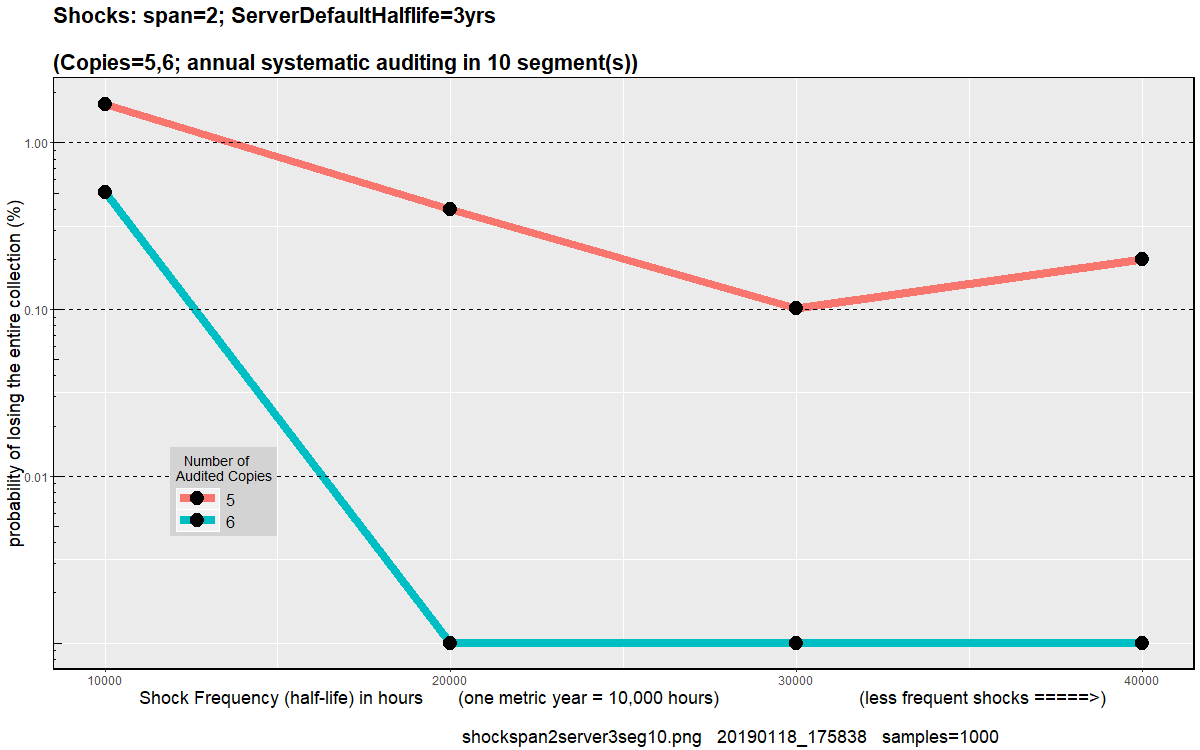 Shocks: span=2; ServerDefaultHalflife=3yrs
(Copies=5,6; annual systematic auditing in 10 segment(s))
probability of losing the entire collection (%)
1.00
0.10
0.01
Number of
Audited Copies
5
6
10000 20000 30000 40000
Shock Frequency (half-life) in hours (one metric year = 10,000 hours) (less frequent shocks =====>)
shockspan2server3seg10.png 20190118_175838 samples=1000